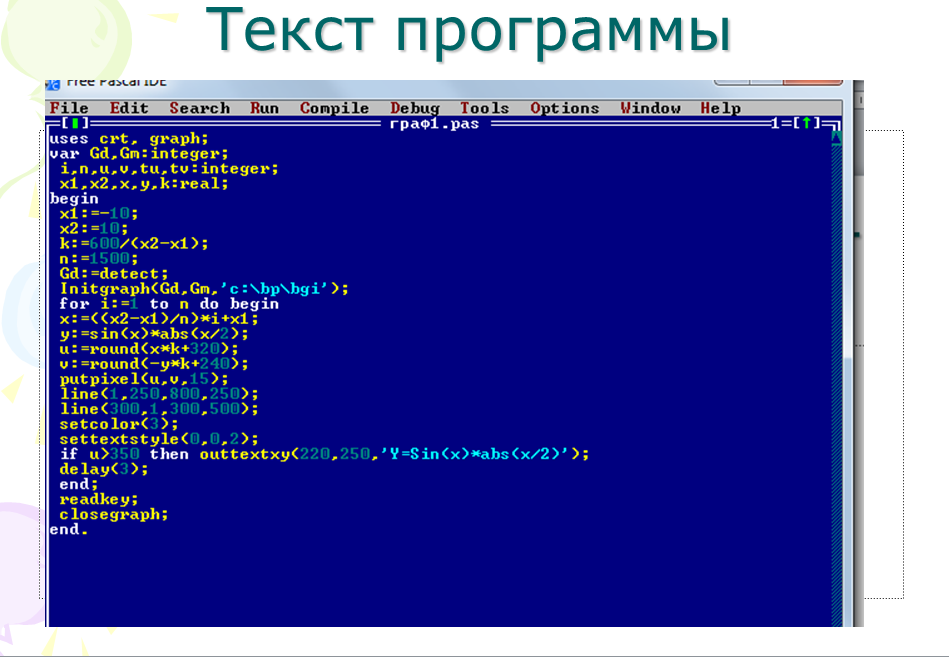 Текст программы
Free Pascal IDE
File Edit Search Run Compile Debug Tools Options Window Help
[▮] граф1.pas 1=[↑]
uses crt, graph;
var Gd,Gm:integer;
i,n,u,v,tu,tv:integer;
x1,x2,x,y,k:real;
begin
x1:=-10;
x2:=10;
k:=600/(x2-x1);
n:=1500;
Gd:=detect;
Initgraph(Gd,Gm,'c:\bp\bgi');
for i:=1 to n do begin
x:=((x2-x1)/n)*i+x1;
y:=sin(x)*abs(x/2);
u:=round(x*k+320);
v:=round(-y*k+240);
putpixel(u,v,15);
line(1,250,800,250);
line(300,1,300,500);
setcolor(3);
settextstyle(0,0,2);
if u>350 then outtextxy(220,250,'Y=Sin(x)*abs(x/2)');
delay(3);
end;
readkey;
closegraph;
end.